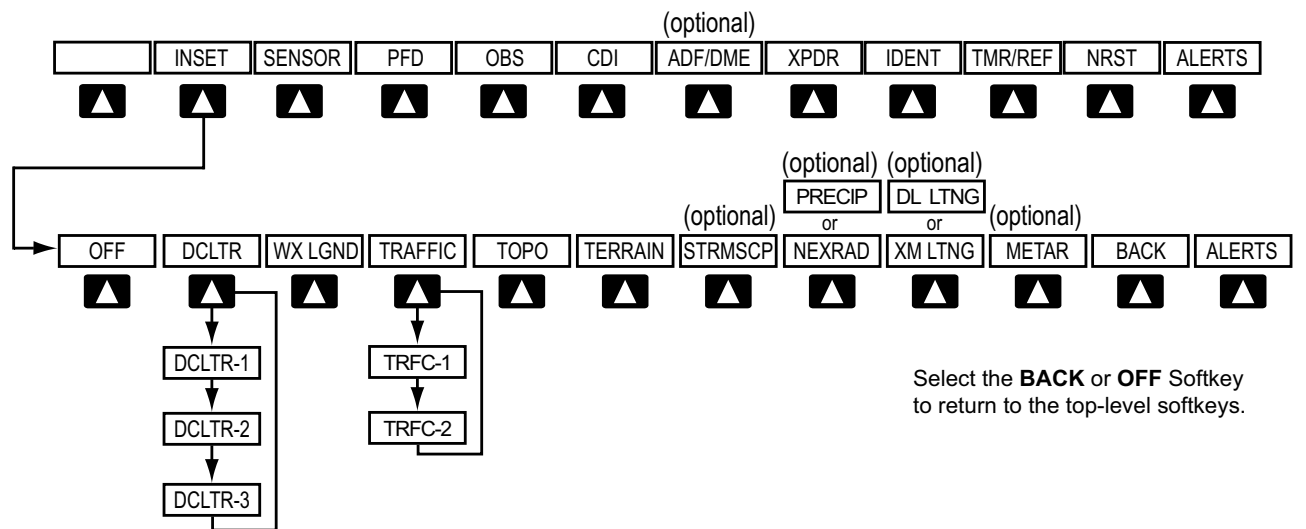 (optional)
INSET SENSOR PFD OBS CDI ADF/DME XPDR IDENT TMR/REF NRST ALERTS
(optional) (optional)
PRECIP DL LTNG
(optional) or or (optional)
OFF DCLTR WX LGND TRAFFIC TOPO TERRAIN STRMSCP NEXRAD XM LTNG METAR BACK ALERTS
DCLTR-1 TRFC-1
DCLTR-2 TRFC-2
DCLTR-3
Select the BACK or OFF Softkey
to return to the top-level softkeys.